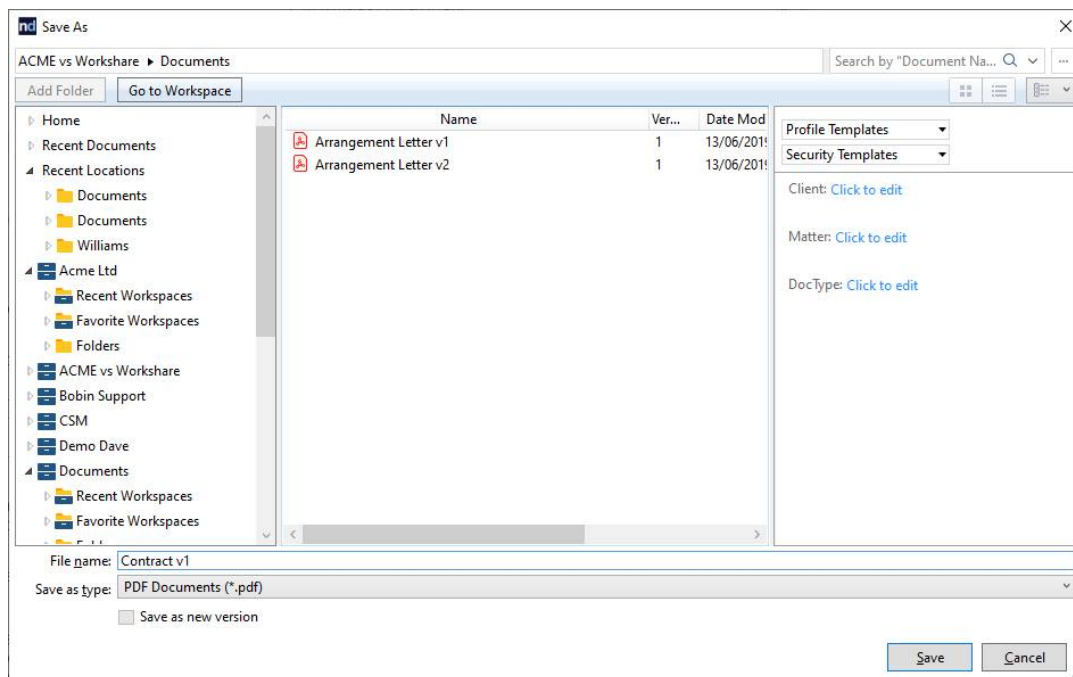 nd Save As
ACME vs Workshare ▸ Documents
Search by "Document Na... ...
Add Folder Go to Workspace
Home
Recent Documents
Recent Locations
Documents
Documents
Williams
Acme Ltd
Recent Workspaces
Favorite Workspaces
Folders
ACME vs Workshare
Bobin Support
CSM
Demo Dave
Documents
Recent Workspaces
Favorite Workspaces
Name Ver... Date Mod
Arrangement Letter v1 1 13/06/2019
Arrangement Letter v2 1 13/06/2019
Profile Templates
Security Templates
Client: Click to edit
Matter: Click to edit
DocType: Click to edit
File name: Contract v1
Save as type: PDF Documents (*.pdf)
Save as new version
Save Cancel